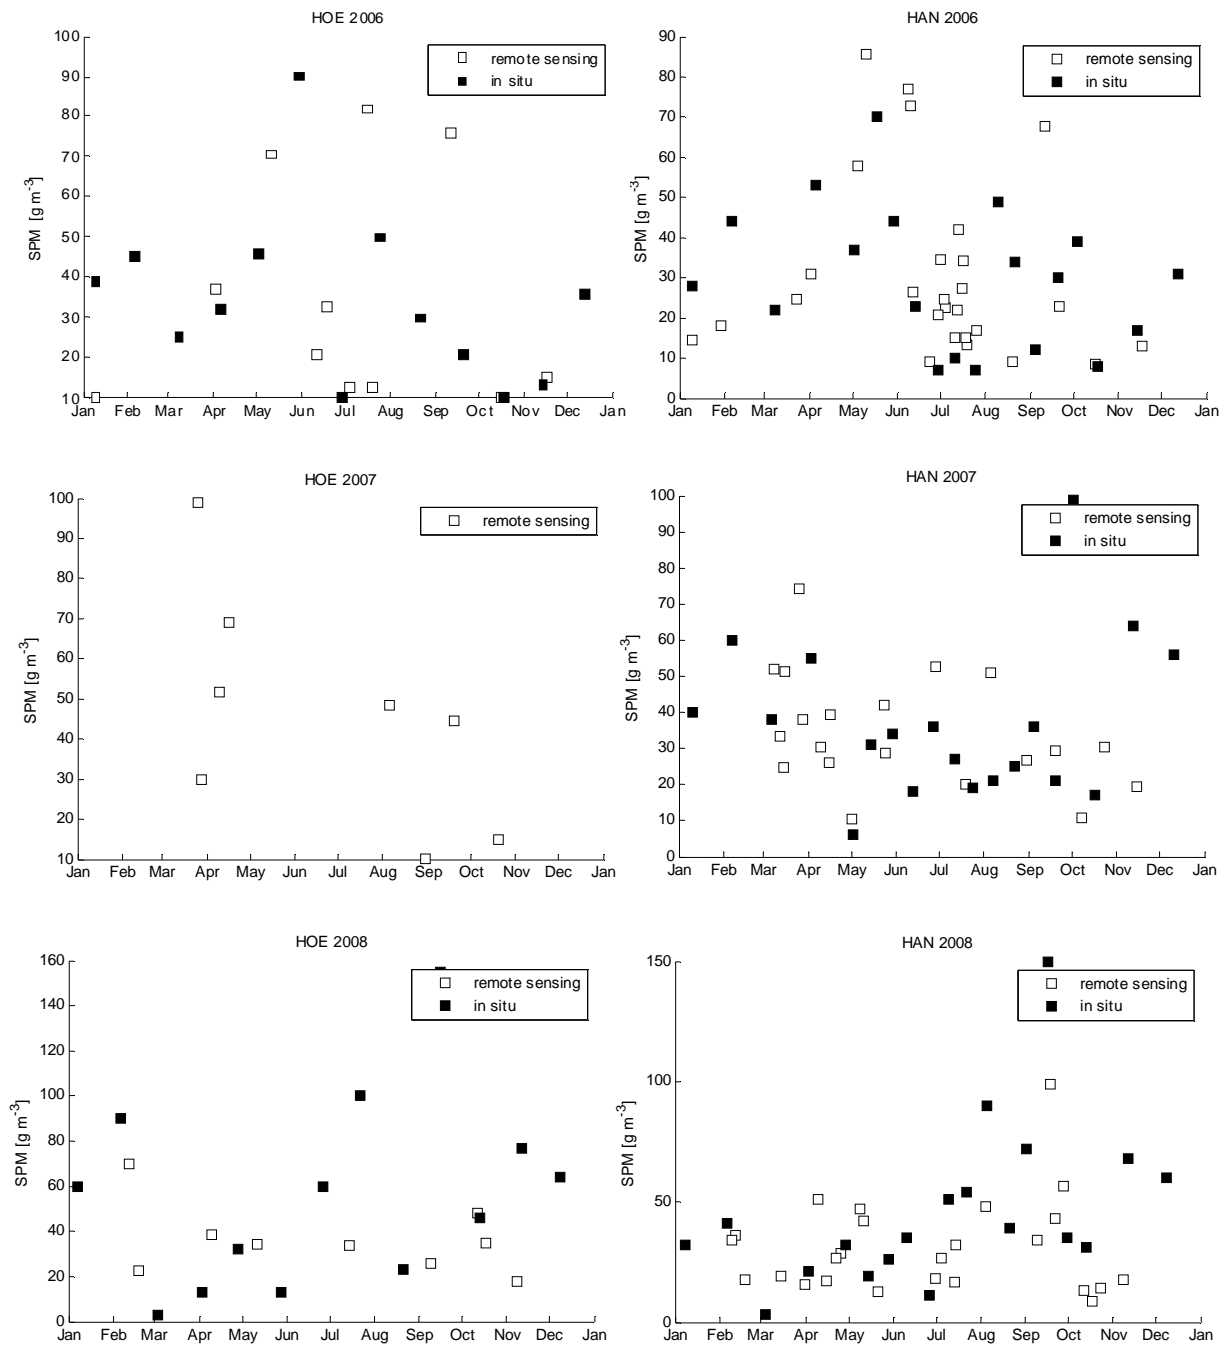 HOE 2006
100
90
80
70
60
50
40
30
20
10
SPM [g m⁻³]
remote sensing
in situ
Jan Feb Mar Apr May Jun Jul Aug Sep Oct Nov Dec Jan
HAN 2006
90
80
70
60
50
40
30
20
10
0
SPM [g m⁻³]
remote sensing
in situ
Jan Feb Mar Apr May Jun Jul Aug Sep Oct Nov Dec Jan
HOE 2007
100
90
80
70
60
50
40
30
20
10
SPM [g m⁻³]
remote sensing
Jan Feb Mar Apr May Jun Jul Aug Sep Oct Nov Dec Jan
HAN 2007
100
90
80
70
60
50
40
30
20
10
0
SPM [g m⁻³]
remote sensing
in situ
Jan Feb Mar Apr May Jun Jul Aug Sep Oct Nov Dec Jan
HOE 2008
160
140
120
100
80
60
40
20
0
SPM [g m⁻³]
remote sensing
in situ
Jan Feb Mar Apr May Jun Jul Aug Sep Oct Nov Dec Jan
HAN 2008
150
100
50
0
SPM [g m⁻³]
remote sensing
in situ
Jan Feb Mar Apr May Jun Jul Aug Sep Oct Nov Dec Jan